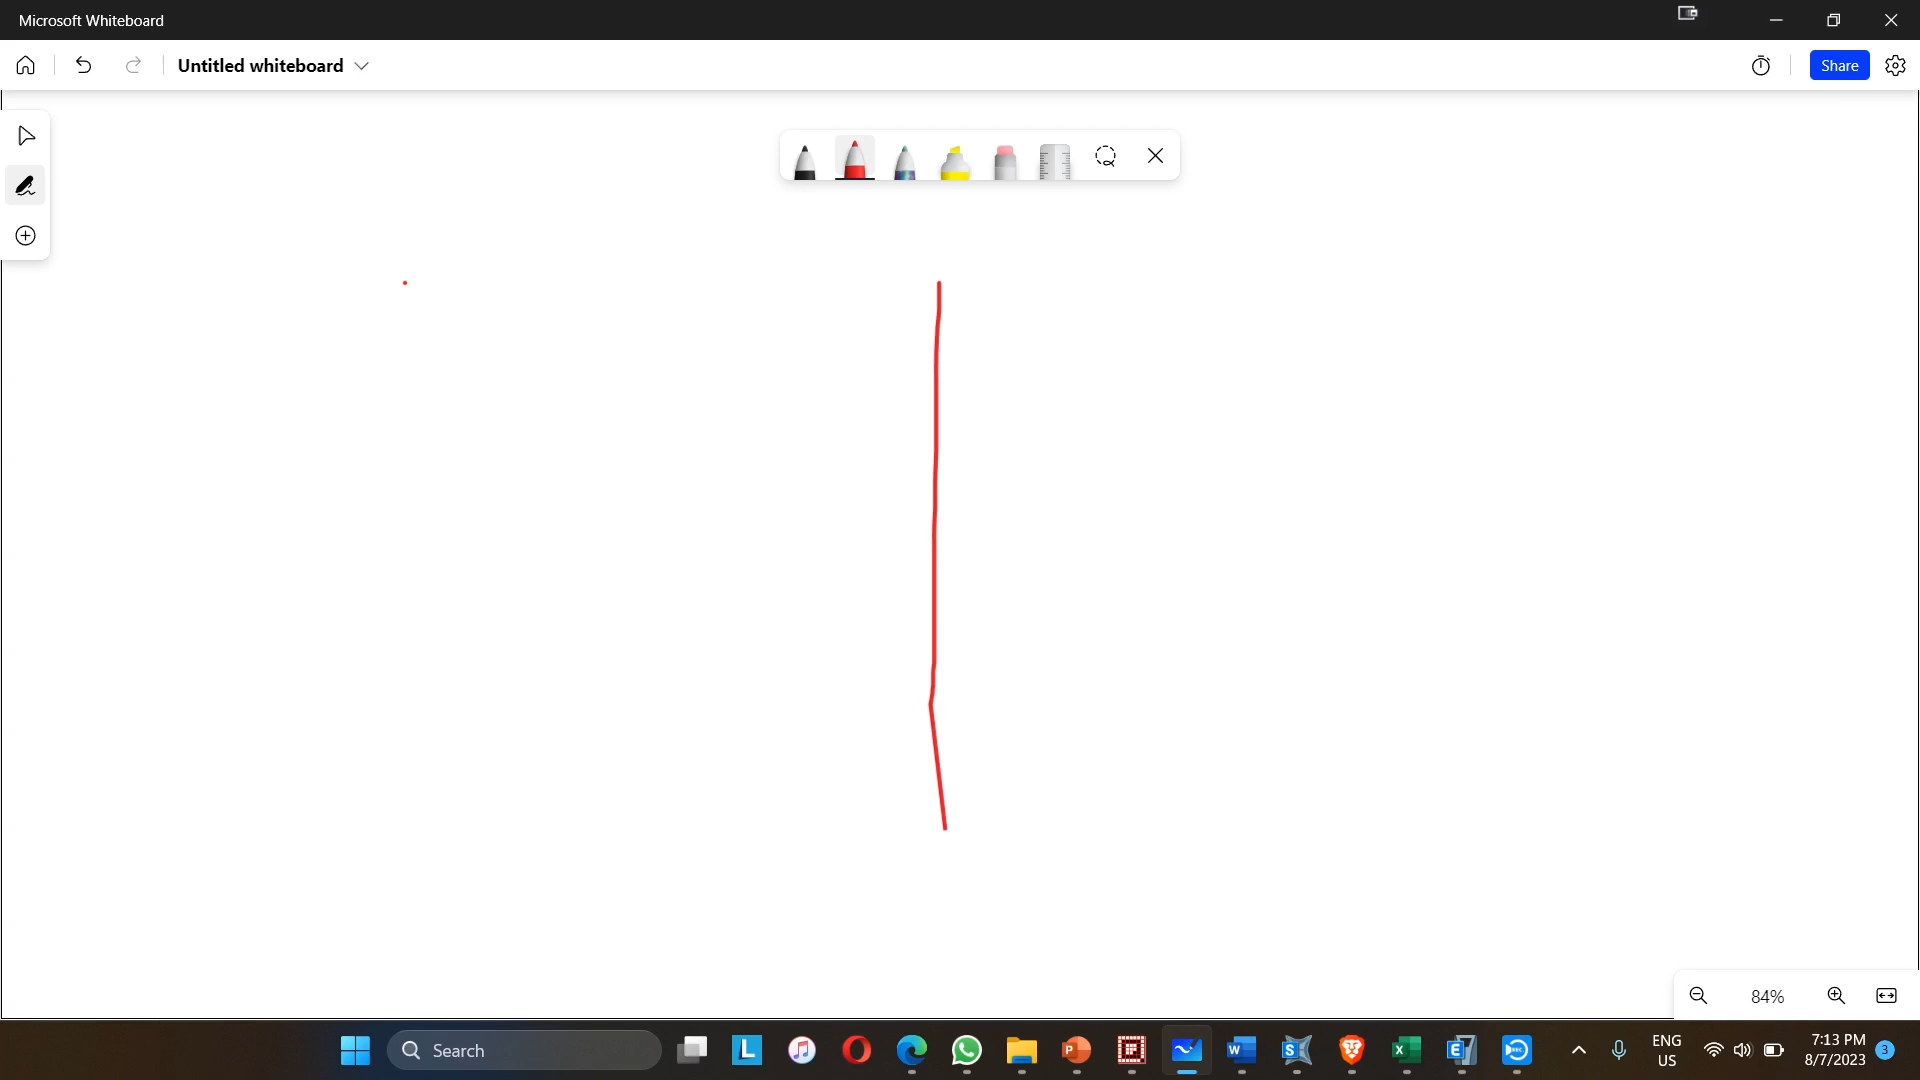 Microsoft Whiteboard
Untitled whiteboard
Share
84%
Search
ENG
US
7:13 PM
8/7/2023
3